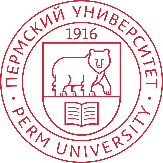 ПЕРМСКИЙ УНИВЕРСИТЕТ
1916
PERM UNIVERSITY